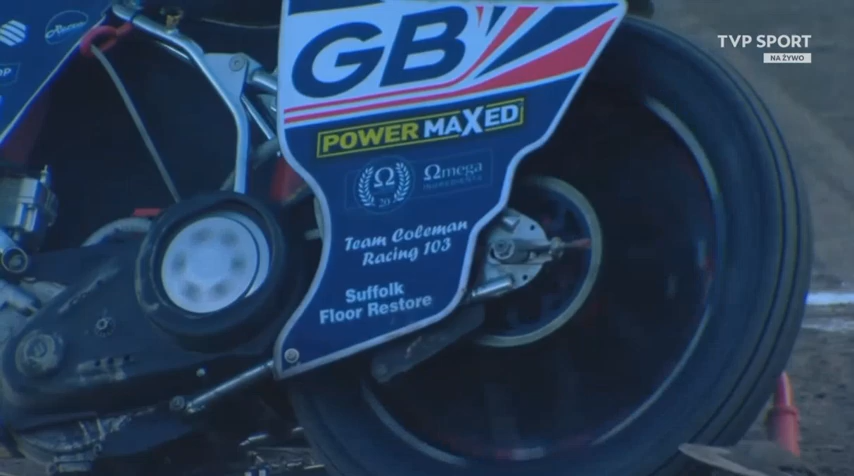 TVP SPORT
NA ŻYWO
GB
POWER MAXED
Ω
20
Ωmega
Team Coleman
Racing 103
Suffolk
Floor Restore